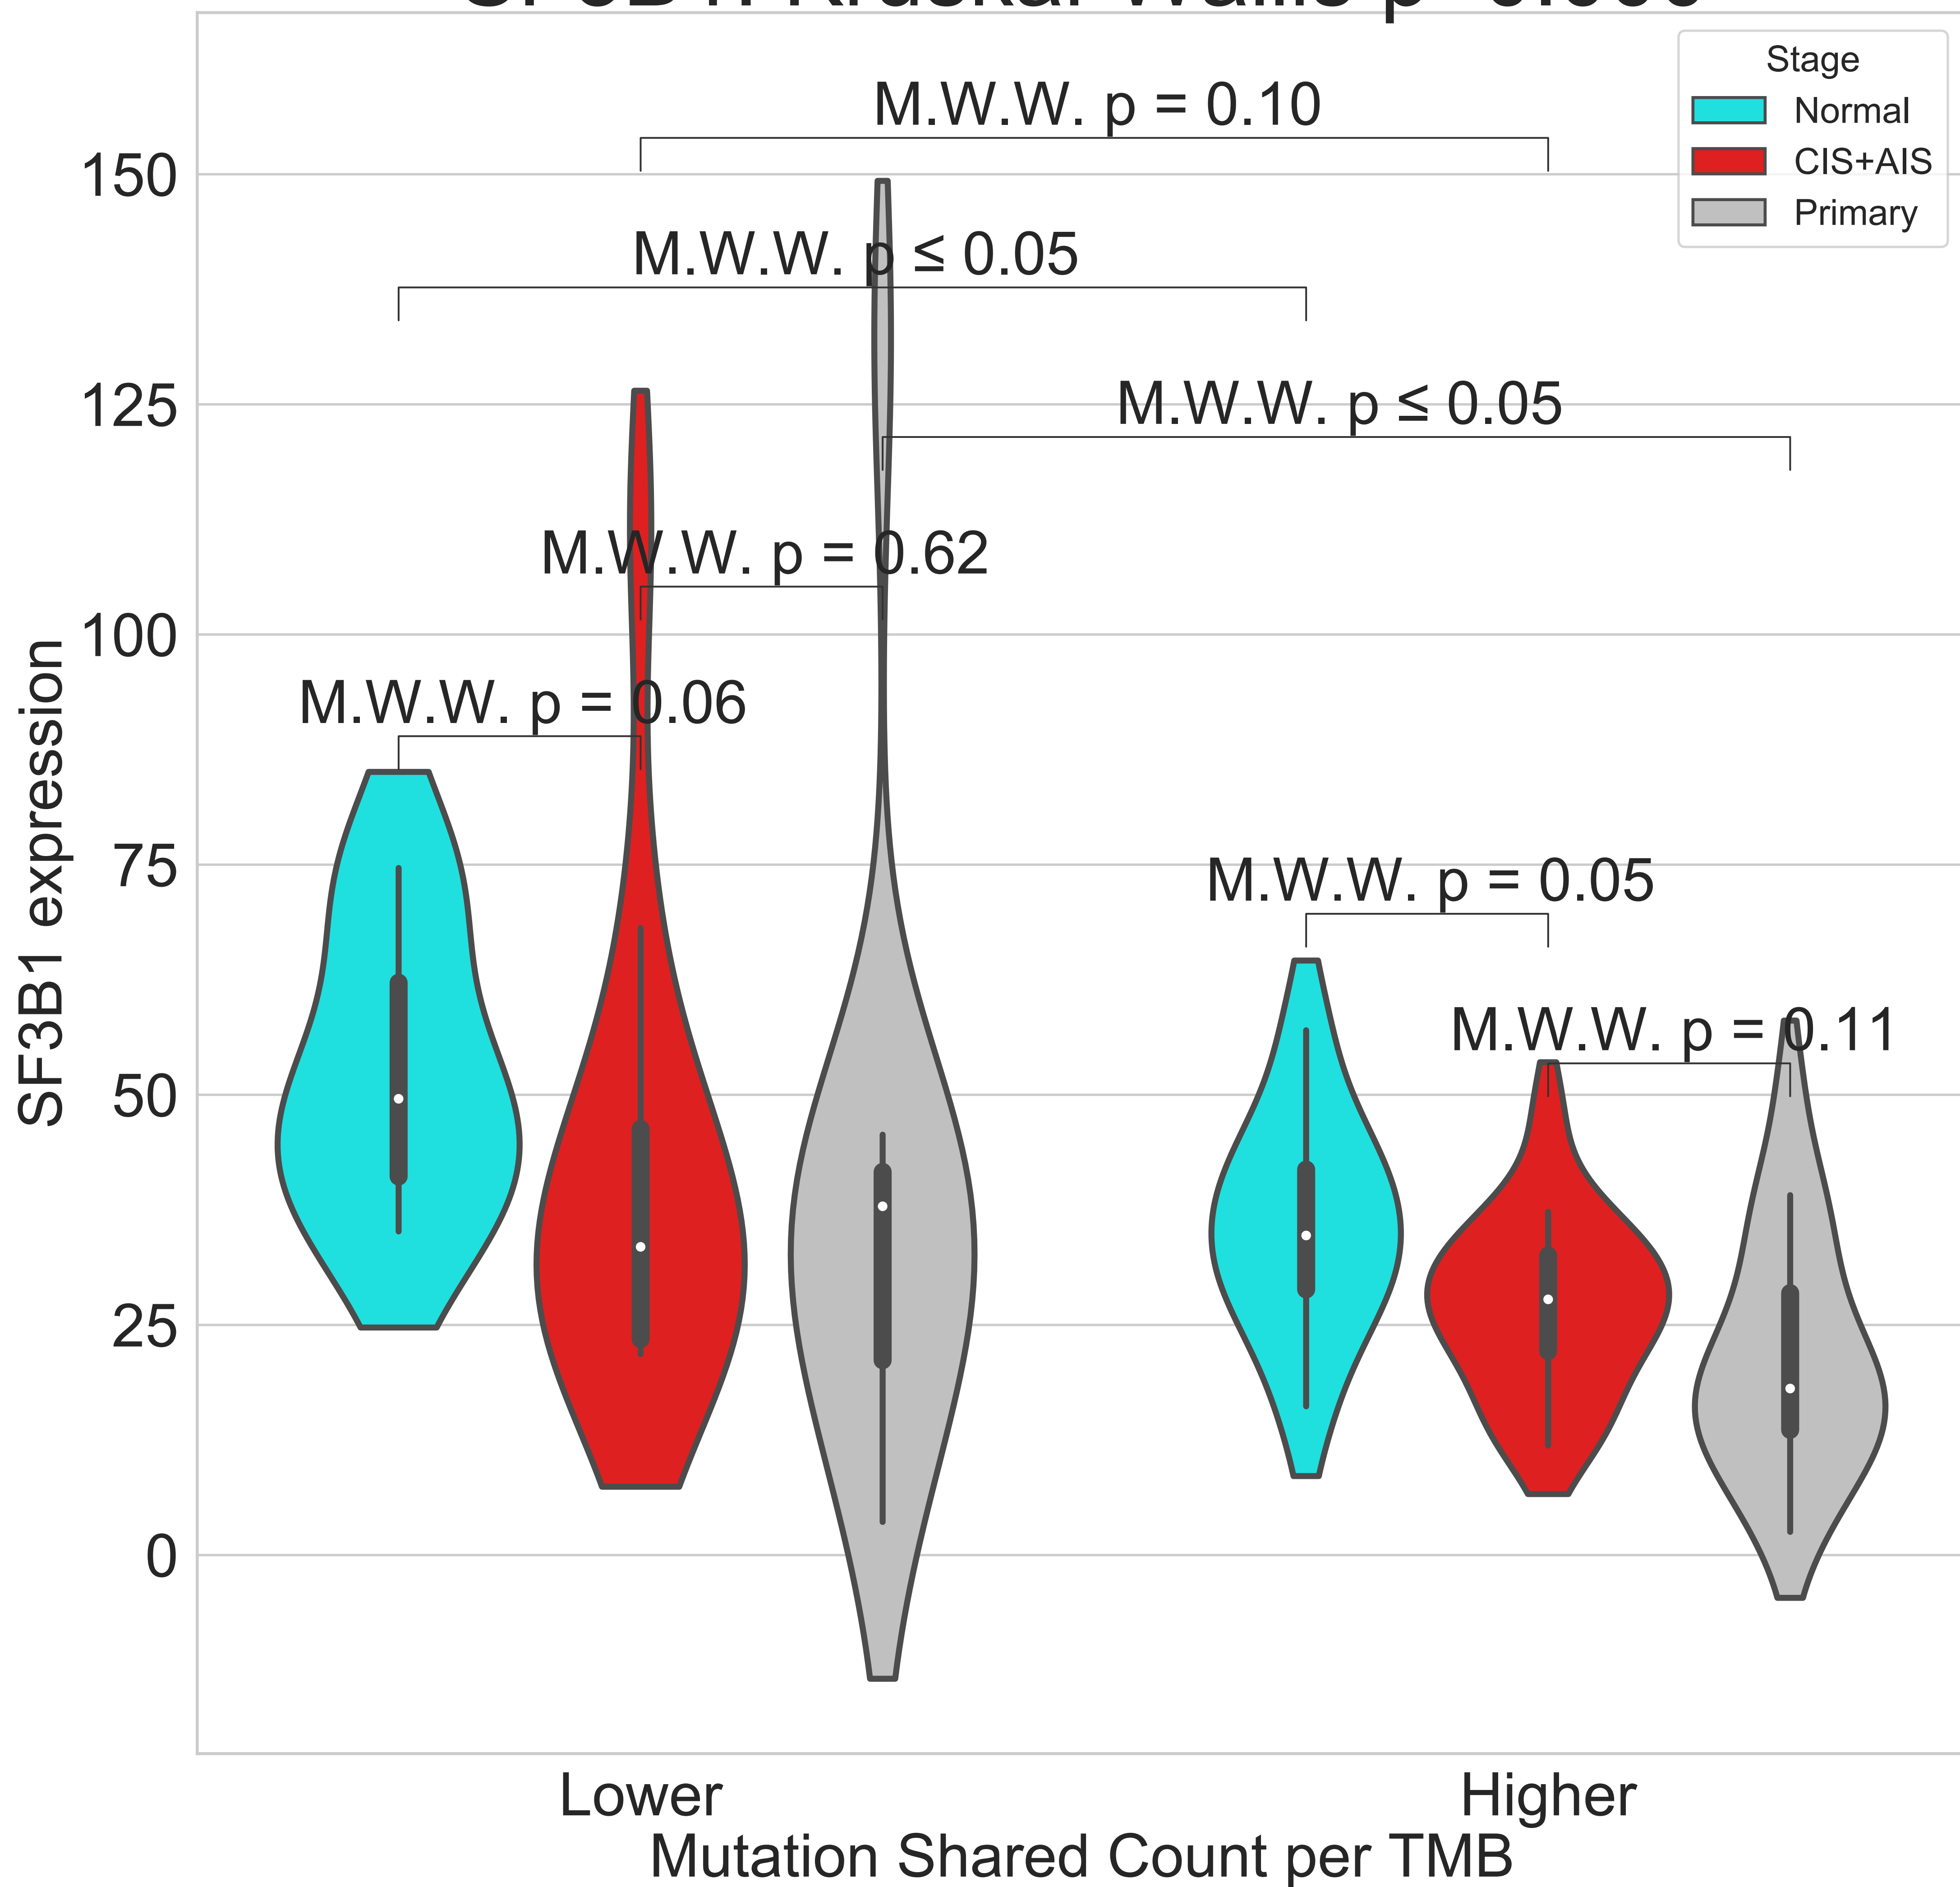 Stage
Normal
CIS+AIS
Primary
M.W.W. p = 0.10
M.W.W. p ≤ 0.05
M.W.W. p ≤ 0.05
M.W.W. p = 0.62
M.W.W. p = 0.06
M.W.W. p = 0.05
M.W.W. p = 0.11
150
125
100
75
50
25
0
SF3B1 expression
Lower
Higher
Mutation Shared Count per TMB